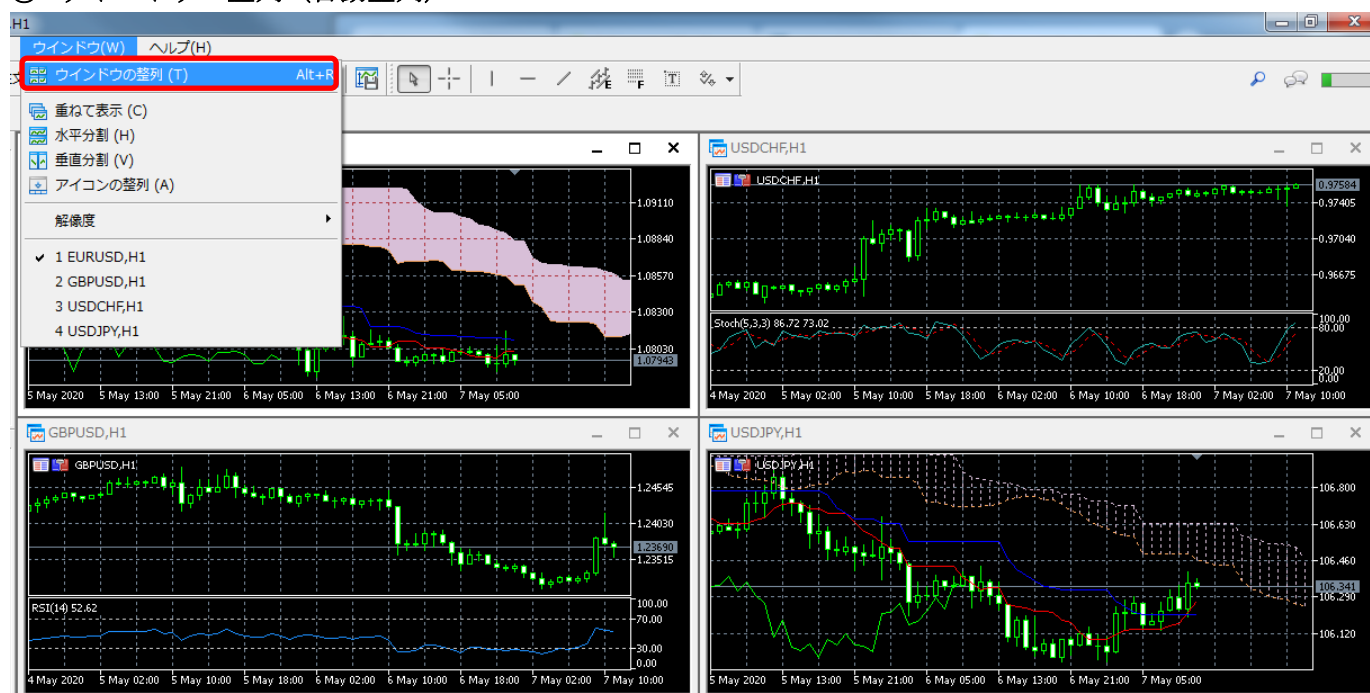 ,H1
ウインドウ(W) ヘルプ(H)
ウインドウの整列 (T) Alt+R
重ねて表示 (C)
水平分割 (H)
垂直分割 (V)
アイコンの整列 (A)
解像度
1 EURUSD,H1
2 GBPUSD,H1
3 USDCHF,H1
4 USDJPY,H1
1.09110
1.08840
1.08570
1.08300
1.08030
1.07943
5 May 2020 5 May 13:00 5 May 21:00 6 May 05:00 6 May 13:00 6 May 21:00 7 May 05:00
USDCHF,H1
USDCHF,H1
0.97584
0.97405
0.97040
0.96675
Stoch(5,3,3) 86.72 73.02
100.00
80.00
20.00
0.00
4 May 2020 5 May 02:00 5 May 10:00 5 May 18:00 6 May 02:00 6 May 10:00 6 May 18:00 7 May 02:00 7 May 10:00
GBPUSD,H1
GBPUSD,H1
1.24545
1.24030
1.23690
1.23515
RSI(14) 52.62
100.00
70.00
30.00
0.00
4 May 2020 5 May 02:00 5 May 10:00 5 May 18:00 6 May 02:00 6 May 10:00 6 May 18:00 7 May 02:00 7 May 10:00
USDJPY,H1
USDJPY,H1
106.800
106.630
106.460
106.341
106.290
106.120
5 May 2020 5 May 13:00 5 May 21:00 6 May 05:00 6 May 13:00 6 May 21:00 7 May 05:00